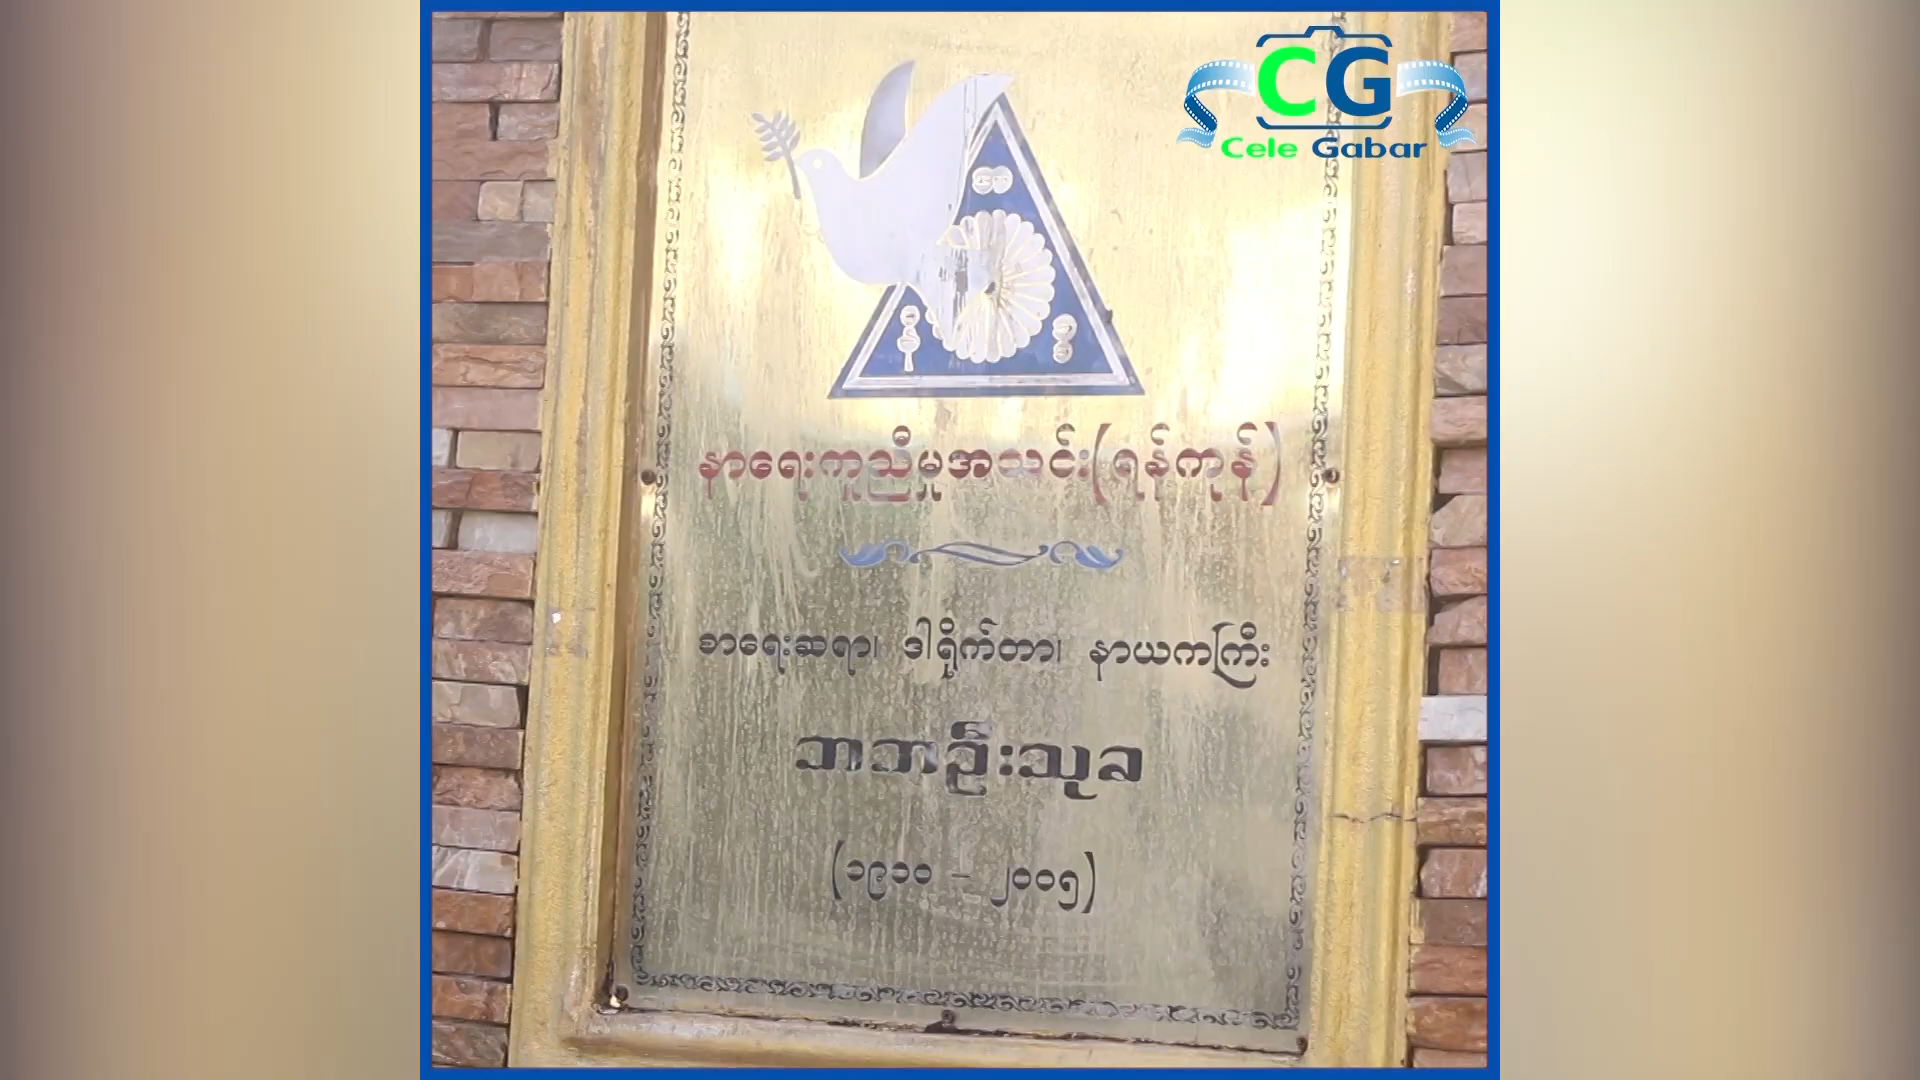 CG
Cele Gabar
နာရေးကူညီမှုအသင်း(ရန်ကုန်)
စာရေးဆရာ၊ ဒါရိုက်တာ၊ နာယကကြီး
ဘဘဦးသုခ
(၁၉၁၀ - ၂၀၀၅)